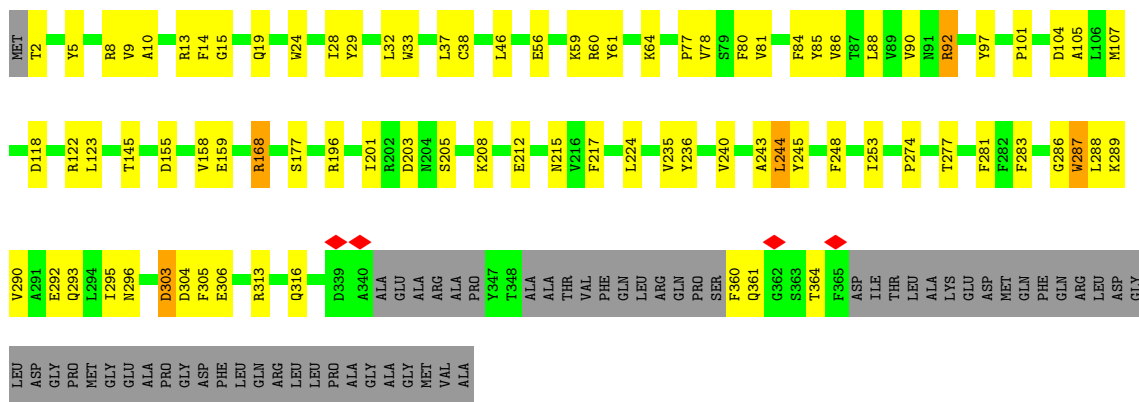 MET T2 Y5 R8 V9 A10 R13 F14 G15 Q19 W24 I28 Y29 L32 W33 L37 C38 L46 E56 K59 R60 Y61 K64 P77 V78 S79 F80 V81 F84 Y85 V86 T87 L88 V89 V90 N91 R92 Y97 P101 D104 A105 L106 M107
D118 R122 L123 T145 D155 V158 E159 R168 S177 R196 I201 R202 D203 N204 S205 K208 E212 N215 V216 F217 L224 V235 Y236 V240 A243 L244 Y245 F248 I253 P274 T277 F281 F282 F283 G286 W287 L288 K289
V290 A291 E292 Q293 L294 I295 N296 D303 D304 F305 E306 R313 Q316 D339 A340 ALA GLU ALA ARG ALA PRO Y347 T348 ALA ALA THR VAL PHE GLN LEU ARG GLN PRO SER F360 Q361 G362 S363 T364 F365 ASP ILE THR LEU ALA LYS GLU ASP MET GLN PHE GLN ARG LEU ASP GLY
LEU ASP GLY PRO MET GLY GLU ALA PRO GLY ASP PHE LEU GLN ARG LEU LEU PRO ALA GLY ALA GLY MET VAL ALA